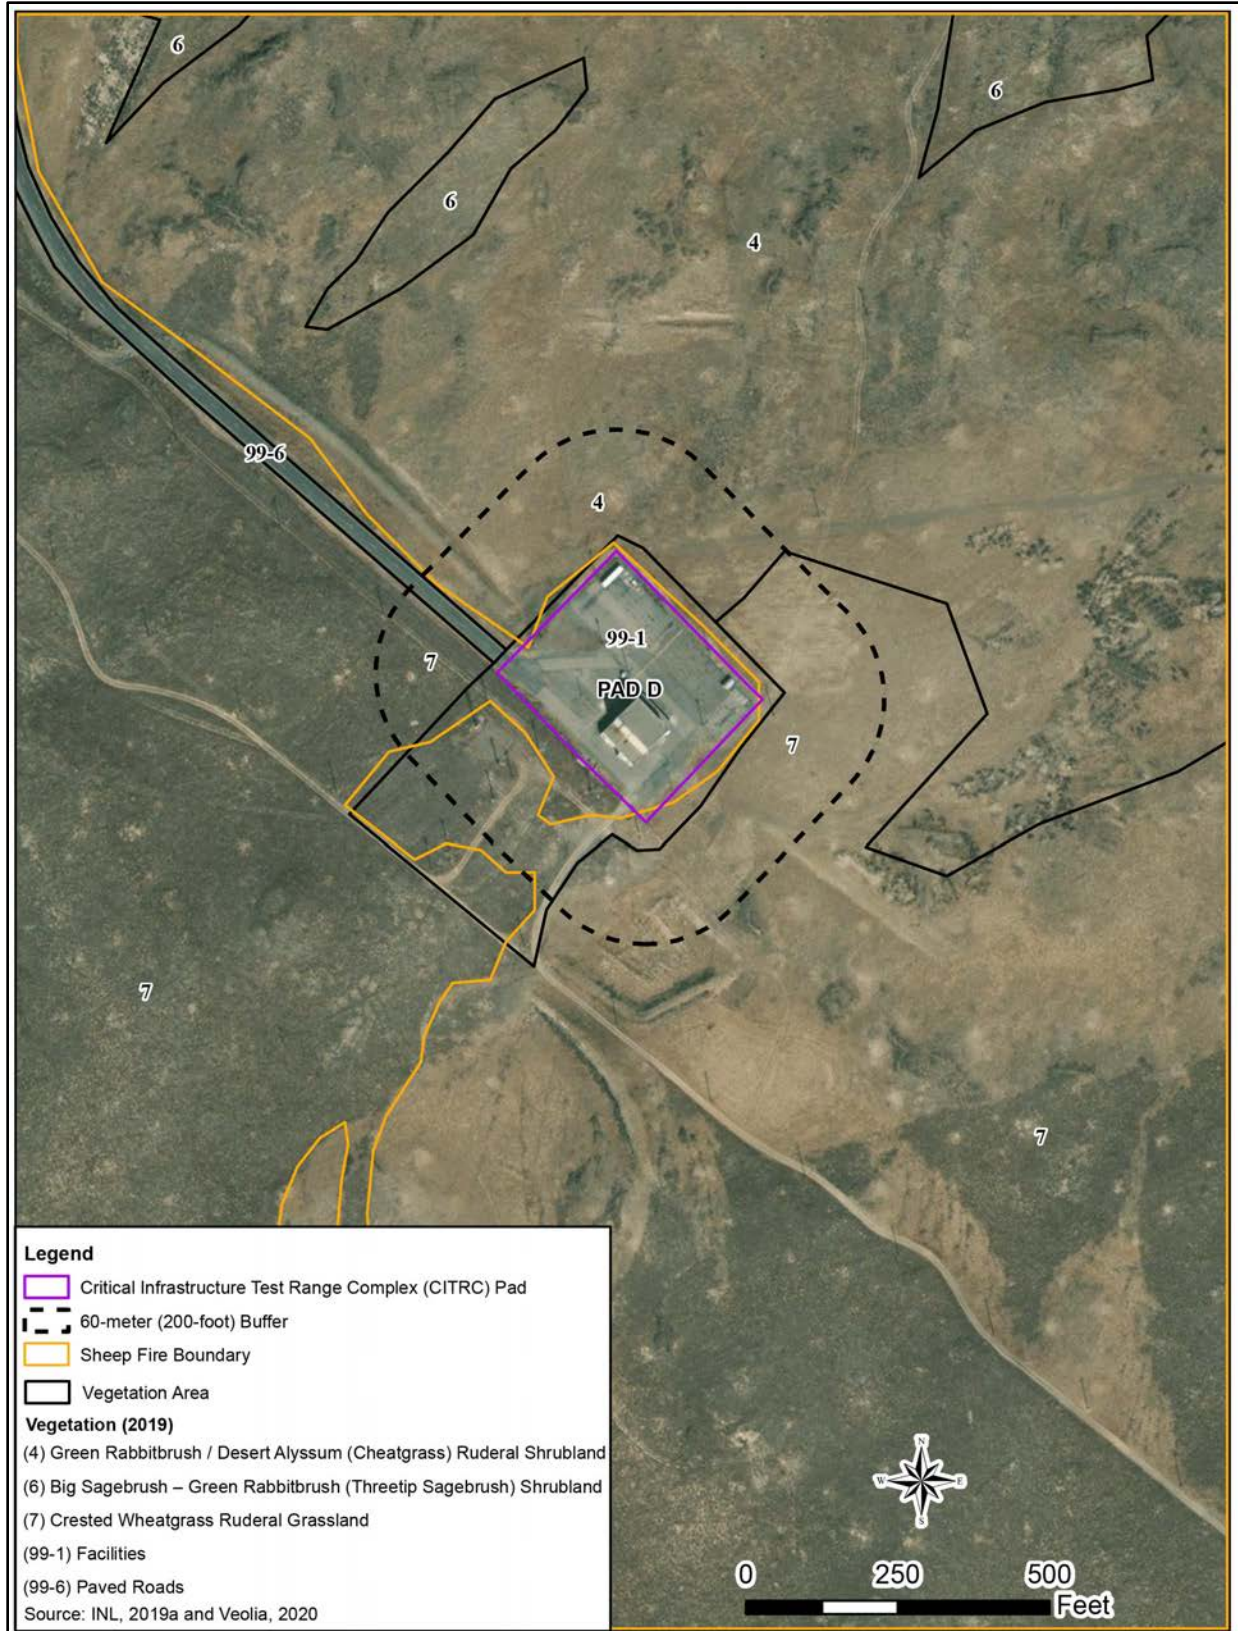 6
6
6
4
99-6
4
99-1
7
PAD D
7
7
7
Legend
Critical Infrastructure Test Range Complex (CITRC) Pad
60-meter (200-foot) Buffer
Sheep Fire Boundary
Vegetation Area
Vegetation (2019)
(4) Green Rabbitbrush / Desert Alyssum (Cheatgrass) Ruderal Shrubland
(6) Big Sagebrush – Green Rabbitbrush (Threetip Sagebrush) Shrubland
(7) Crested Wheatgrass Ruderal Grassland
(99-1) Facilities
(99-6) Paved Roads
Source: INL, 2019a and Veolia, 2020
N
W E
S
0 250 500
Feet